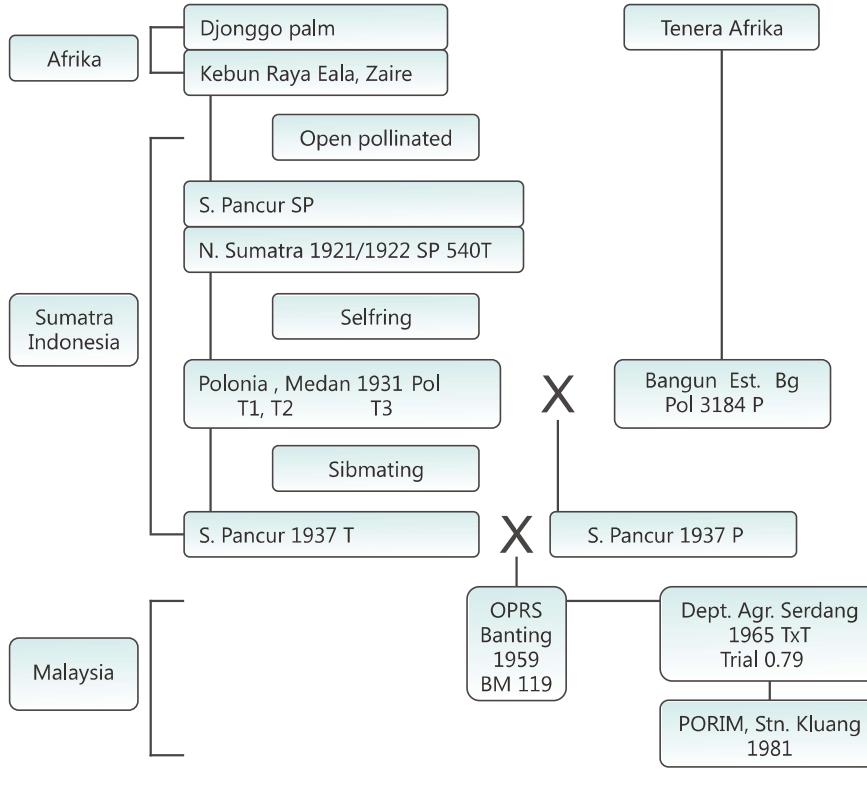 Djonggo palm
Tenera Afrika
Afrika
Kebun Raya Eala, Zaire
Open pollinated
S. Pancur SP
N. Sumatra 1921/1922 SP 540T
Sumatra
Indonesia
Selfring
Polonia , Medan 1931 Pol
T1, T2 T3
X
Bangun Est. Bg
Pol 3184 P
Sibmating
S. Pancur 1937 T
X
S. Pancur 1937 P
Malaysia
OPRS
Banting
1959
BM 119
Dept. Agr. Serdang
1965 TxT
Trial 0.79
PORIM, Stn. Kluang
1981